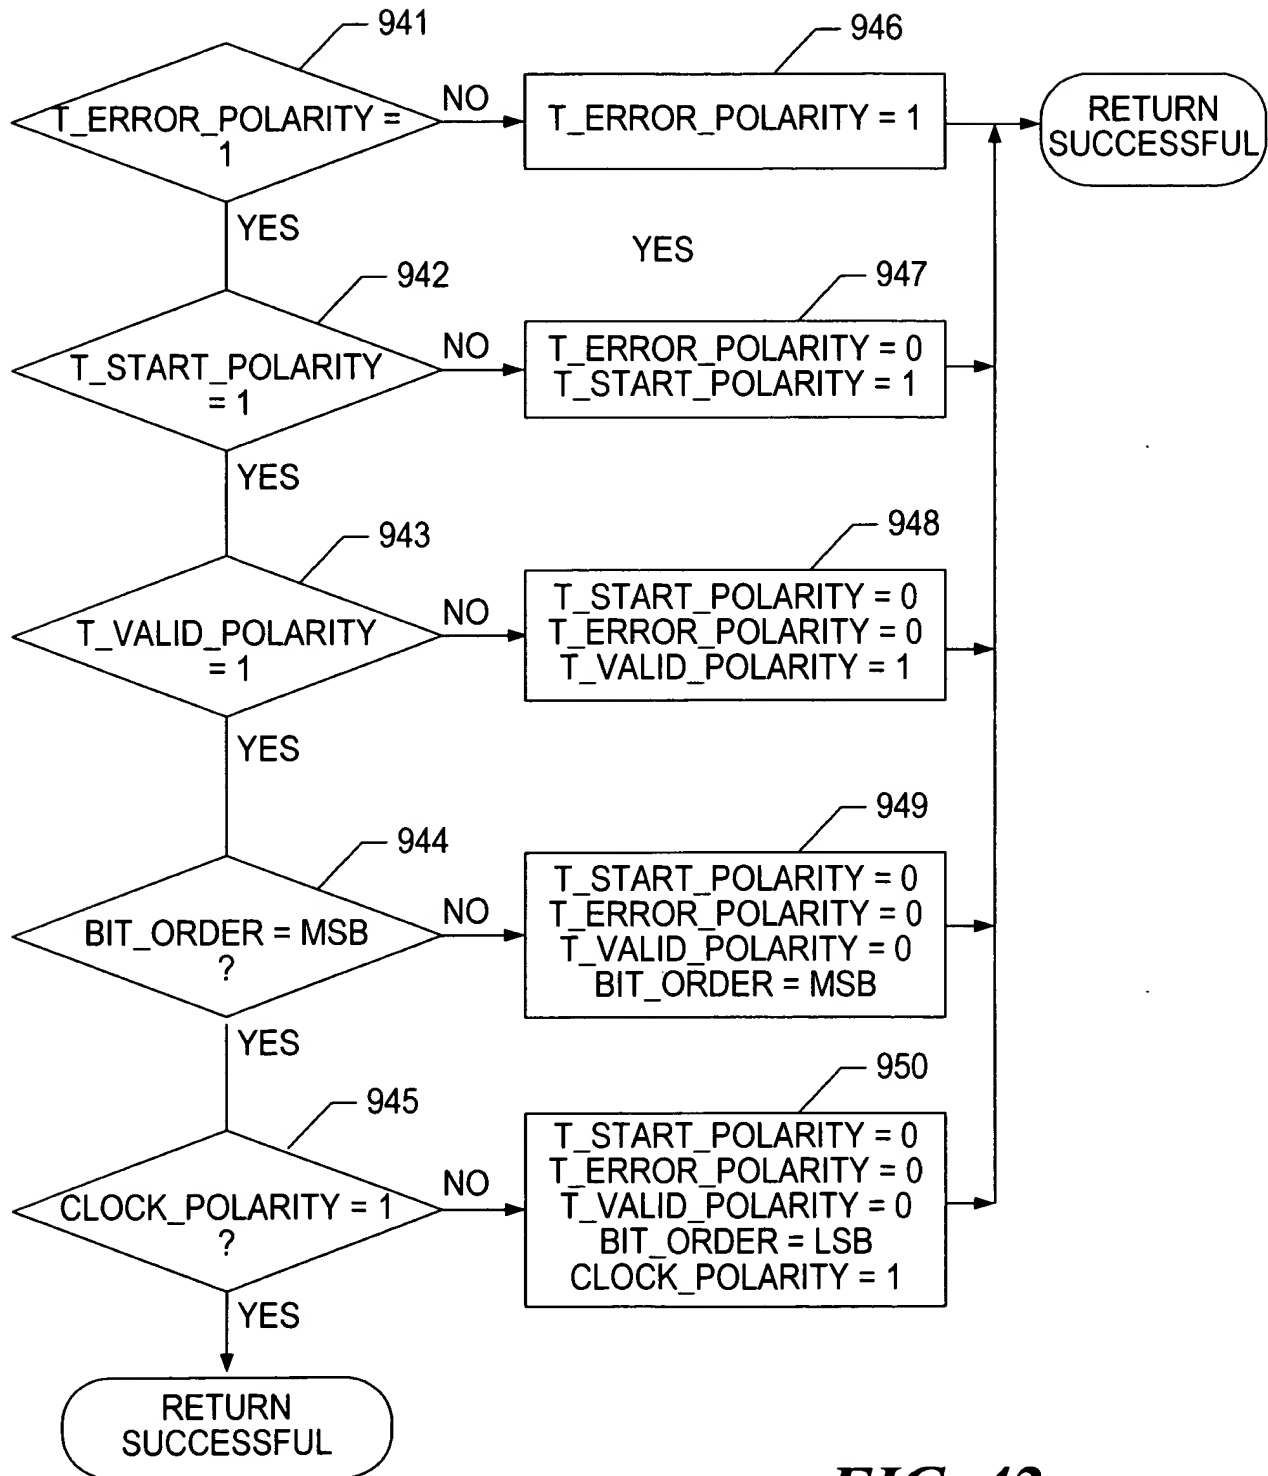 941
T_ERROR_POLARITY =
1
NO
946
T_ERROR_POLARITY = 1
RETURN
SUCCESSFUL
YES
YES
942
T_START_POLARITY
= 1
NO
947
T_ERROR_POLARITY = 0
T_START_POLARITY = 1
YES
943
T_VALID_POLARITY
= 1
NO
948
T_START_POLARITY = 0
T_ERROR_POLARITY = 0
T_VALID_POLARITY = 1
YES
944
BIT_ORDER = MSB
?
NO
949
T_START_POLARITY = 0
T_ERROR_POLARITY = 0
T_VALID_POLARITY = 0
BIT_ORDER = MSB
YES
945
CLOCK_POLARITY = 1
?
NO
950
T_START_POLARITY = 0
T_ERROR_POLARITY = 0
T_VALID_POLARITY = 0
BIT_ORDER = LSB
CLOCK_POLARITY = 1
YES
RETURN
SUCCESSFUL